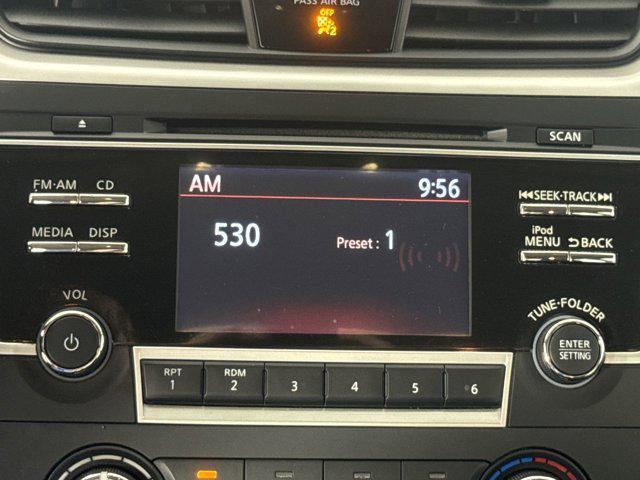 PASS AIR BAG
OFF
2
SCAN
FM·AM CD
AM 9:56
SEEK·TRACK
530 Preset : 1
iPod
MEDIA DISP
MENU BACK
VOL
TUNE·FOLDER
ENTER
SETTING
RPT RDM
1 2 3 4 5 6